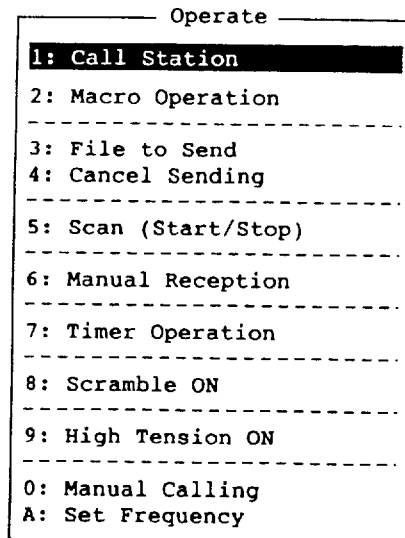 Operate
1: Call Station
2: Macro Operation
3: File to Send
4: Cancel Sending
5: Scan (Start/Stop)
6: Manual Reception
7: Timer Operation
8: Scramble ON
9: High Tension ON
0: Manual Calling
A: Set Frequency